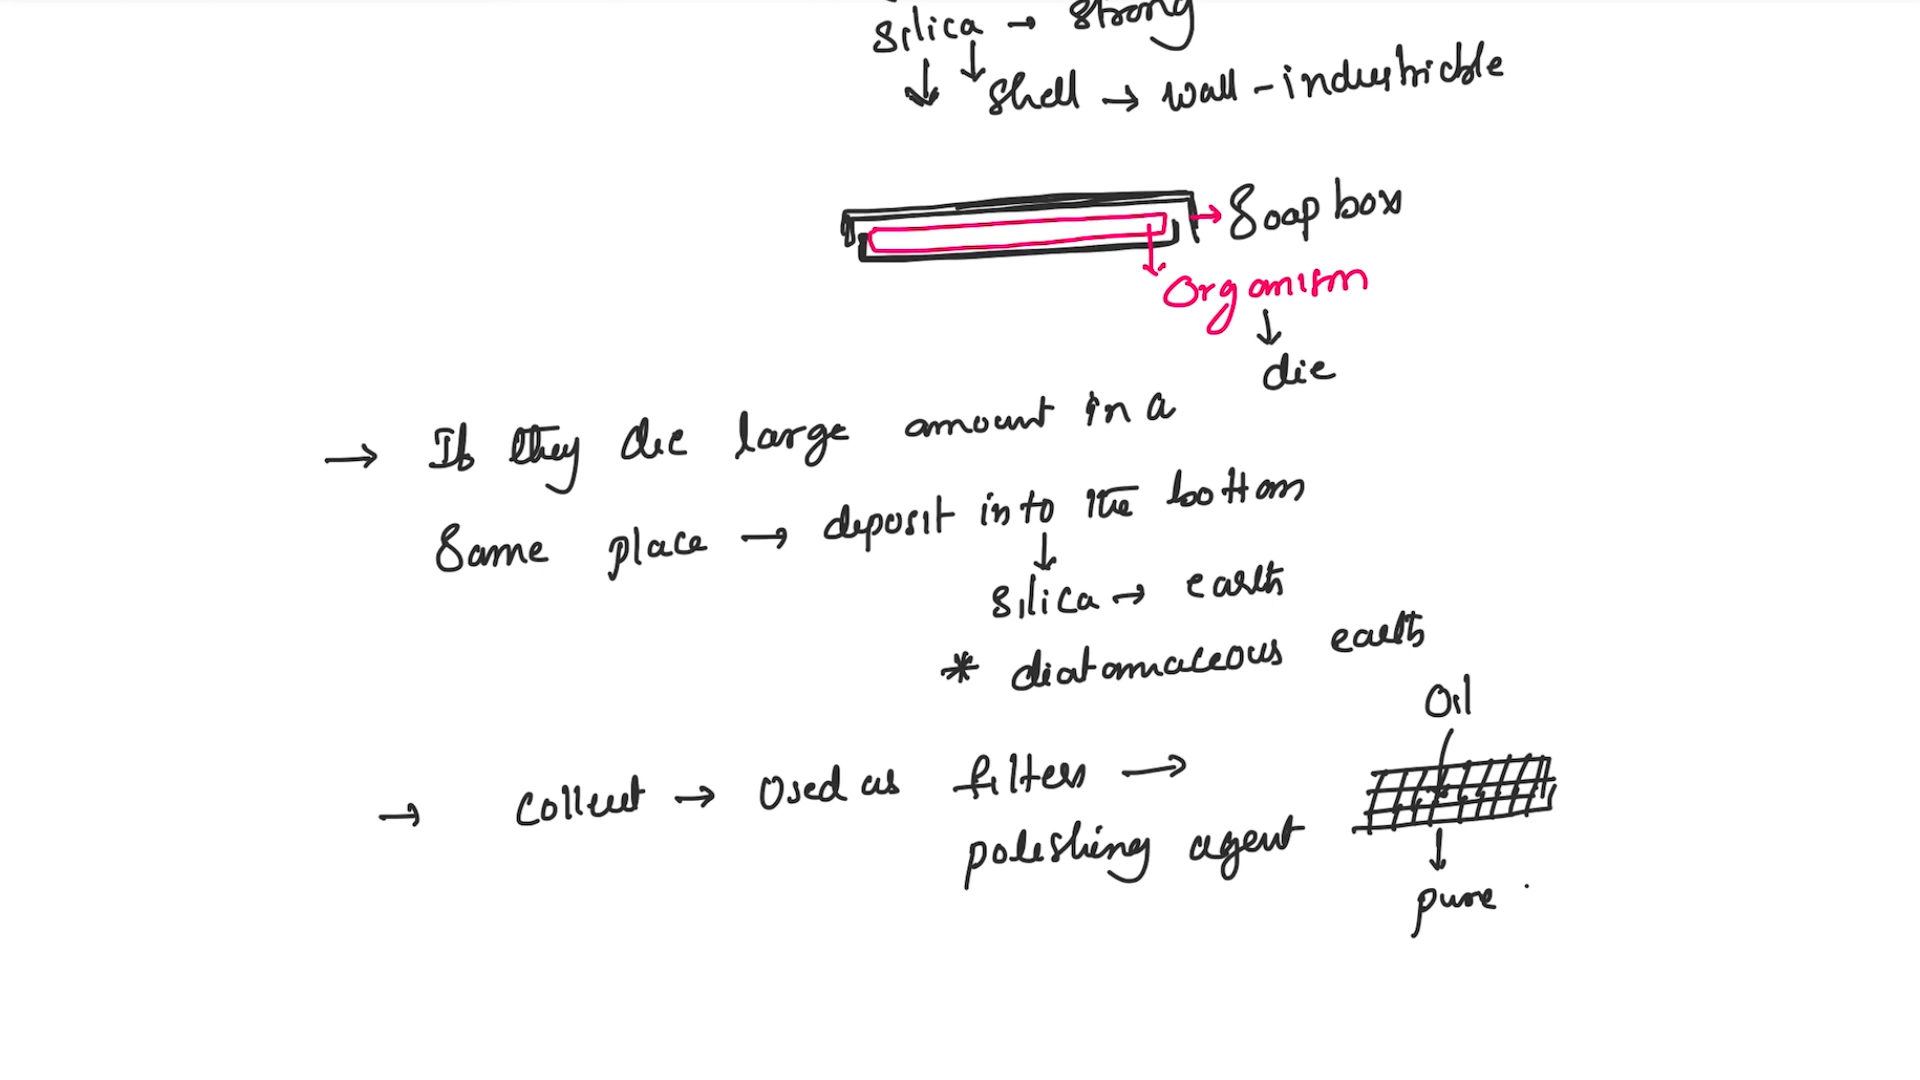 Silica → Strong
↓ ↓ Shell → wall - industrictble
→ Soap box
Organism
↓
die
→ If they die large amount in a
Same place → deposit into the bottom
↓
Silica → earth
* diatomaceous earth
Oil
→ Collect → Used as filters →
polishing agent
↓
pure